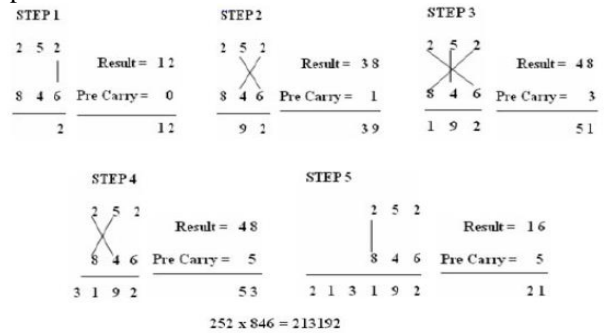 STEP 1
2 5 2
Result = 12
8 4 6 Pre Carry = 0
2 12
STEP 2
2 5 2
Result = 38
8 4 6 Pre Carry = 1
9 2 39
STEP 3
2 5 2
Result = 48
8 4 6 Pre Carry = 3
1 9 2 51
STEP 4
2 5 2
Result = 48
8 4 6 Pre Carry = 5
3 1 9 2 53
STEP 5
2 5 2
Result = 16
8 4 6 Pre Carry = 5
2 1 3 1 9 2 21
252 x 846 = 213192